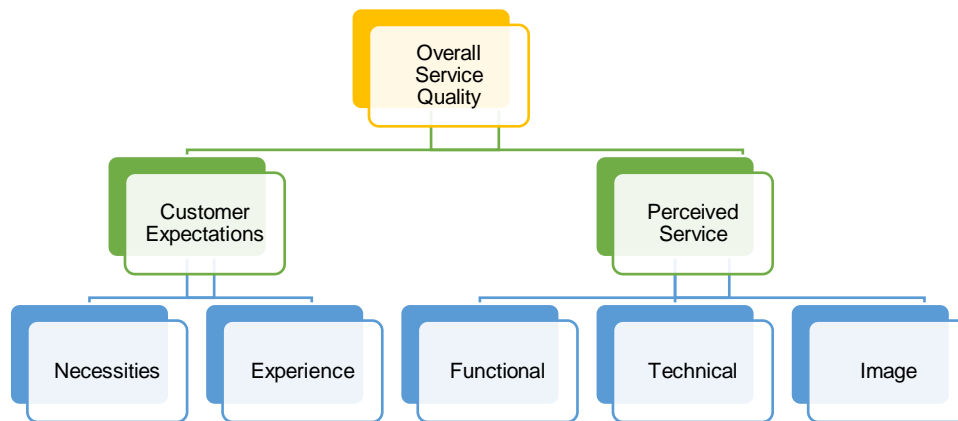 Overall
Service
Quality
Customer
Expectations
Perceived
Service
Necessities
Experience
Functional
Technical
Image